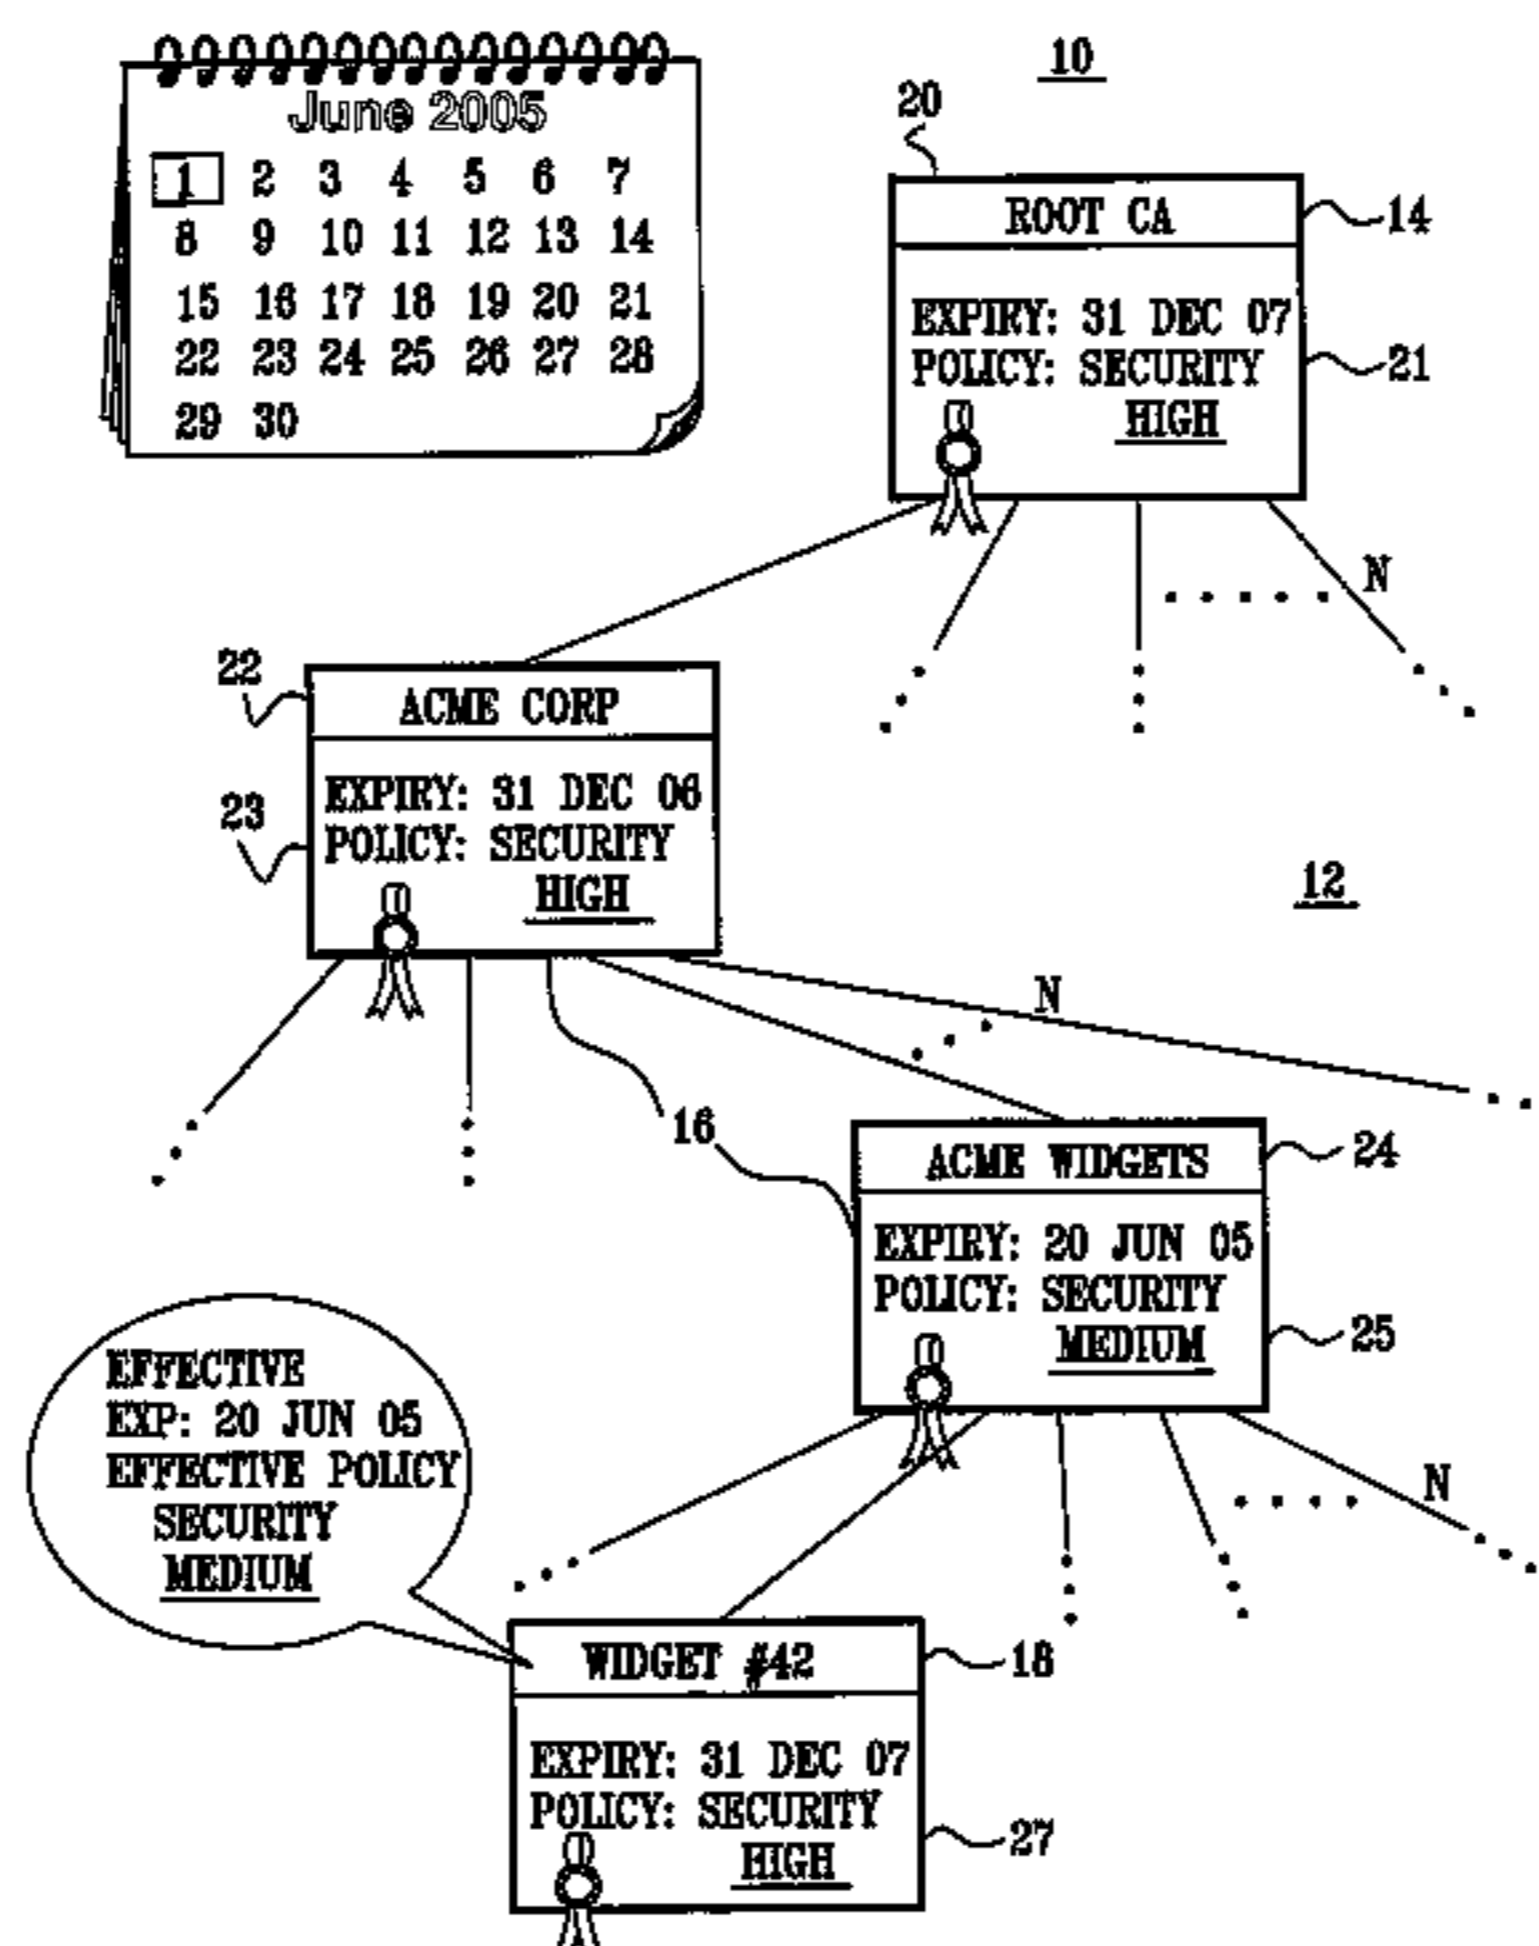 June 2005
1 2 3 4 5 6 7
8 9 10 11 12 13 14
15 16 17 18 19 20 21
22 23 24 25 26 27 28
29 30
10
20
ROOT CA
14
EXPIRY: 31 DEC 07
POLICY: SECURITY
21
HIGH
N
22
ACME CORP
EXPIRY: 31 DEC 06
23
POLICY: SECURITY
HIGH
12
N
16
ACME WIDGETS
24
EXPIRY: 20 JUN 05
POLICY: SECURITY
MEDIUM
25
EFFECTIVE
EXP: 20 JUN 05
EFFECTIVE POLICY
SECURITY
MEDIUM
N
WIDGET #42
18
EXPIRY: 31 DEC 07
POLICY: SECURITY
27
HIGH